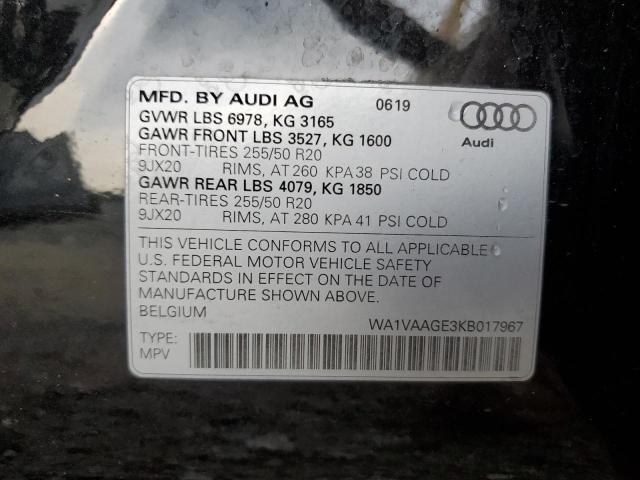 MFD. BY AUDI AG 0619
GVWR LBS 6978, KG 3165
GAWR FRONT LBS 3527, KG 1600
FRONT-TIRES 255/50 R20
9JX20 RIMS, AT 260 KPA 38 PSI COLD
GAWR REAR LBS 4079, KG 1850
REAR-TIRES 255/50 R20
9JX20 RIMS, AT 280 KPA 41 PSI COLD
Audi
THIS VEHICLE CONFORMS TO ALL APPLICABLE
U.S. FEDERAL MOTOR VEHICLE SAFETY
STANDARDS IN EFFECT ON THE DATE OF
MANUFACTURE SHOWN ABOVE.
BELGIUM
WA1VAAGE3KB017967
TYPE:
MPV